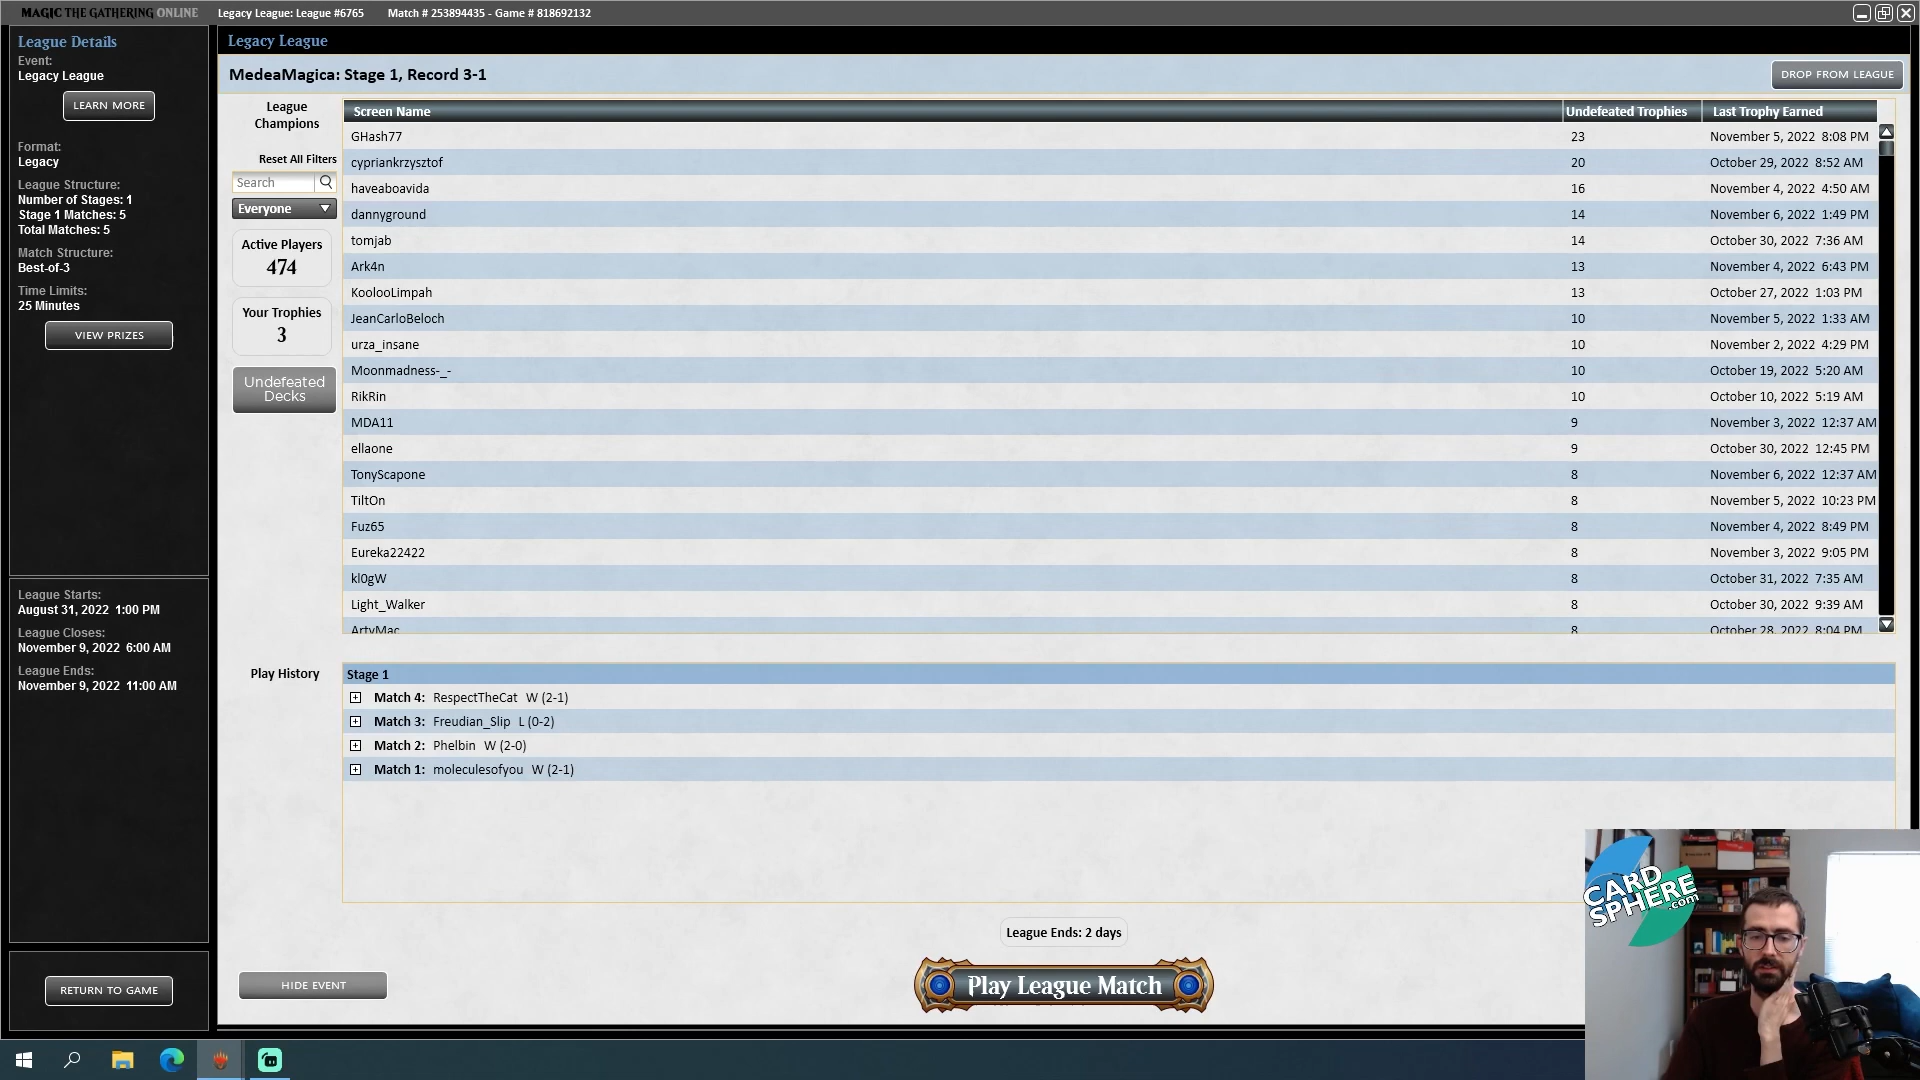 MAGIC THE GATHERING ONLINE
Legacy League: League #6765
Match # 253894435 - Game # 818692132
League Details
Event:
Legacy League
LEARN MORE
Format:
Legacy
League Structure:
Number of Stages: 1
Stage 1 Matches: 5
Total Matches: 5
Match Structure:
Best-of-3
Time Limits:
25 Minutes
VIEW PRIZES
League Starts:
August 31, 2022 1:00 PM
League Closes:
November 9, 2022 6:00 AM
League Ends:
November 9, 2022 11:00 AM
RETURN TO GAME
Legacy League
MedeaMagica: Stage 1, Record 3-1
DROP FROM LEAGUE
League
Champions
Reset All Filters
Search
Everyone
Active Players
474
Your Trophies
3
Undefeated
Decks
Screen Name Undefeated Trophies Last Trophy Earned
GHash77 23 November 5, 2022 8:08 PM
cypriankrzysztof 20 October 29, 2022 8:52 AM
haveaboavida 16 November 4, 2022 4:50 AM
dannyground 14 November 6, 2022 1:49 PM
tomjab 14 October 30, 2022 7:36 AM
Ark4n 13 November 4, 2022 6:43 PM
KoolooLimpah 13 October 27, 2022 1:03 PM
JeanCarloBeloch 10 November 5, 2022 1:33 AM
urza_insane 10 November 2, 2022 4:29 PM
Moonmadness-_- 10 October 19, 2022 5:20 AM
RikRin 10 October 10, 2022 5:19 AM
MDA11 9 November 3, 2022 12:37 AM
ellaone 9 October 30, 2022 12:45 PM
TonyScapone 8 November 6, 2022 12:37 AM
TiltOn 8 November 5, 2022 10:23 PM
Fuz65 8 November 4, 2022 8:49 PM
Eureka22422 8 November 3, 2022 9:05 PM
kl0gW 8 October 31, 2022 7:35 AM
Light_Walker 8 October 30, 2022 9:39 AM
ArtyMac 8 October 28, 2022 8:04 PM
Play History
Stage 1
Match 4: RespectTheCat W (2-1)
Match 3: Freudian_Slip L (0-2)
Match 2: Phelbin W (2-0)
Match 1: moleculesofyou W (2-1)
League Ends: 2 days
HIDE EVENT
Play League Match
CARD
SPHERE
.com